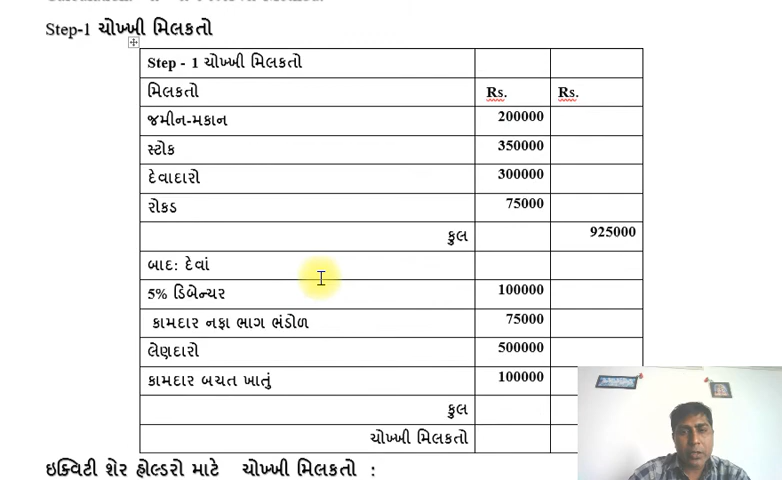 Step-1 ચોખ્ખી મિલકતો
Step - 1 ચોખ્ખી મિલકતો
મિલકતો Rs. Rs.
જમીન-મકાન 200000
સ્ટોક 350000
દેવાદારો 300000
રોકડ 75000
કુલ 925000
બાદ: દેવાં
5% ડિબેન્ચર 100000
કામદાર નફા ભાગ ભંડોળ 75000
લેણદારો 500000
કામદાર બચત ખાતું 100000
કુલ
ચોખ્ખી મિલકતો
ઇક્વિટી શેર હોલ્ડરો માટે ચોખ્ખી મિલકતો :